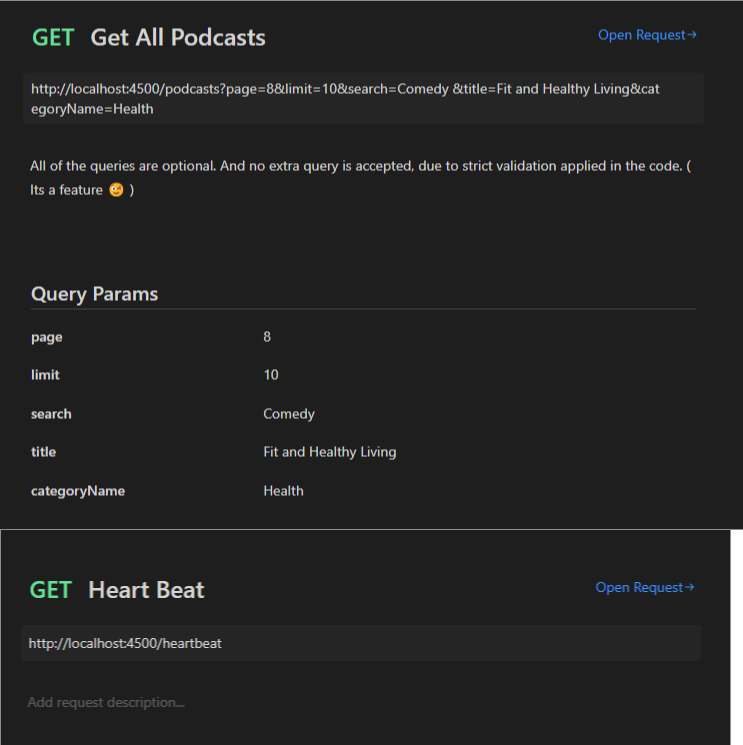 GET Get All Podcasts Open Request→
http://localhost:4500/podcasts?page=8&limit=10&search=Comedy &title=Fit and Healthy Living&cat
egoryName=Health
All of the queries are optional. And no extra query is accepted, due to strict validation applied in the code. (
Its a feature 😉 )
Query Params
page 8
limit 10
search Comedy
title Fit and Healthy Living
categoryName Health
GET Heart Beat Open Request→
http://localhost:4500/heartbeat
Add request description...